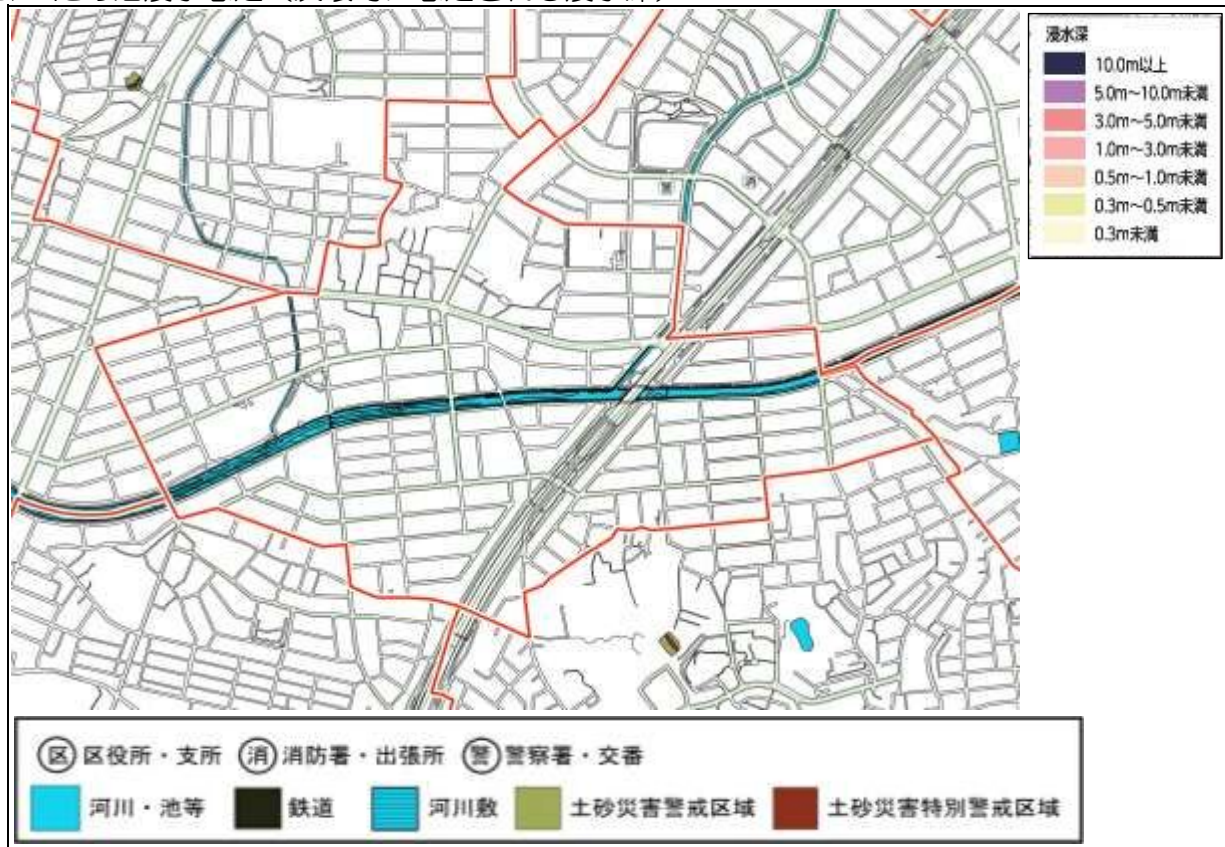 浸水深
10.0m以上
5.0m～10.0m未満
3.0m～5.0m未満
1.0m～3.0m未満
0.5m～1.0m未満
0.3m～0.5m未満
0.3m未満
警 消
区 区役所・支所 消 消防署・出張所 警 警察署・交番
河川・池等 鉄道 河川敷 土砂災害警戒区域 土砂災害特別警戒区域